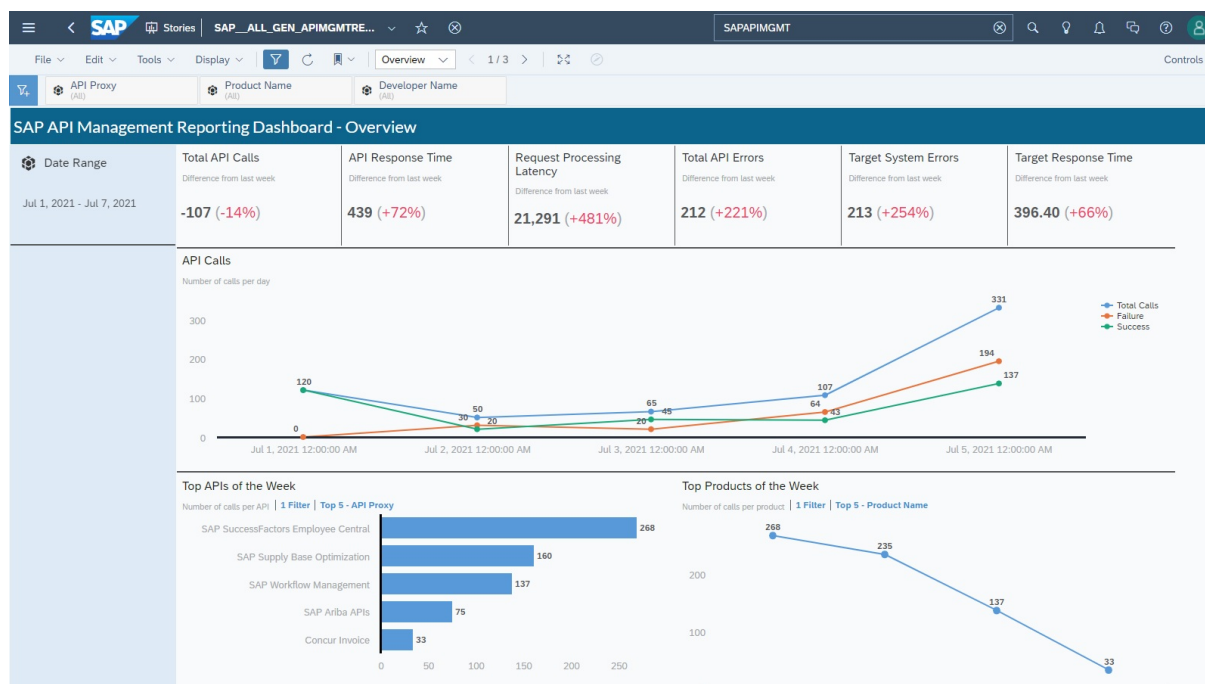 SAP
Stories
SAP__ALL_GEN_APIMGMTRE...
SAPAPIMGMT
File
Edit
Tools
Display
Overview
1 / 3
Controls
API Proxy
(All)
Product Name
(All)
Developer Name
(All)
SAP API Management Reporting Dashboard - Overview
Date Range
Jul 1, 2021 - Jul 7, 2021
Total API Calls
Difference from last week
-107 (-14%)
API Response Time
Difference from last week
439 (+72%)
Request Processing
Latency
Difference from last week
21,291 (+481%)
Total API Errors
Difference from last week
212 (+221%)
Target System Errors
Difference from last week
213 (+254%)
Target Response Time
Difference from last week
396.40 (+66%)
API Calls
Number of calls per day
300
200
100
0
120
0
50
30
20
65
45
20
107
64
43
331
194
137
Total Calls
Failure
Success
Jul 1, 2021 12:00:00 AM
Jul 2, 2021 12:00:00 AM
Jul 3, 2021 12:00:00 AM
Jul 4, 2021 12:00:00 AM
Jul 5, 2021 12:00:00 AM
Top APIs of the Week
Number of calls per API | 1 Filter | Top 5 - API Proxy
SAP SuccessFactors Employee Central 268
SAP Supply Base Optimization 160
SAP Workflow Management 137
SAP Ariba APIs 75
Concur Invoice 33
0 50 100 150 200 250
Top Products of the Week
Number of calls per product | 1 Filter | Top 5 - Product Name
268
235
200
137
100
33